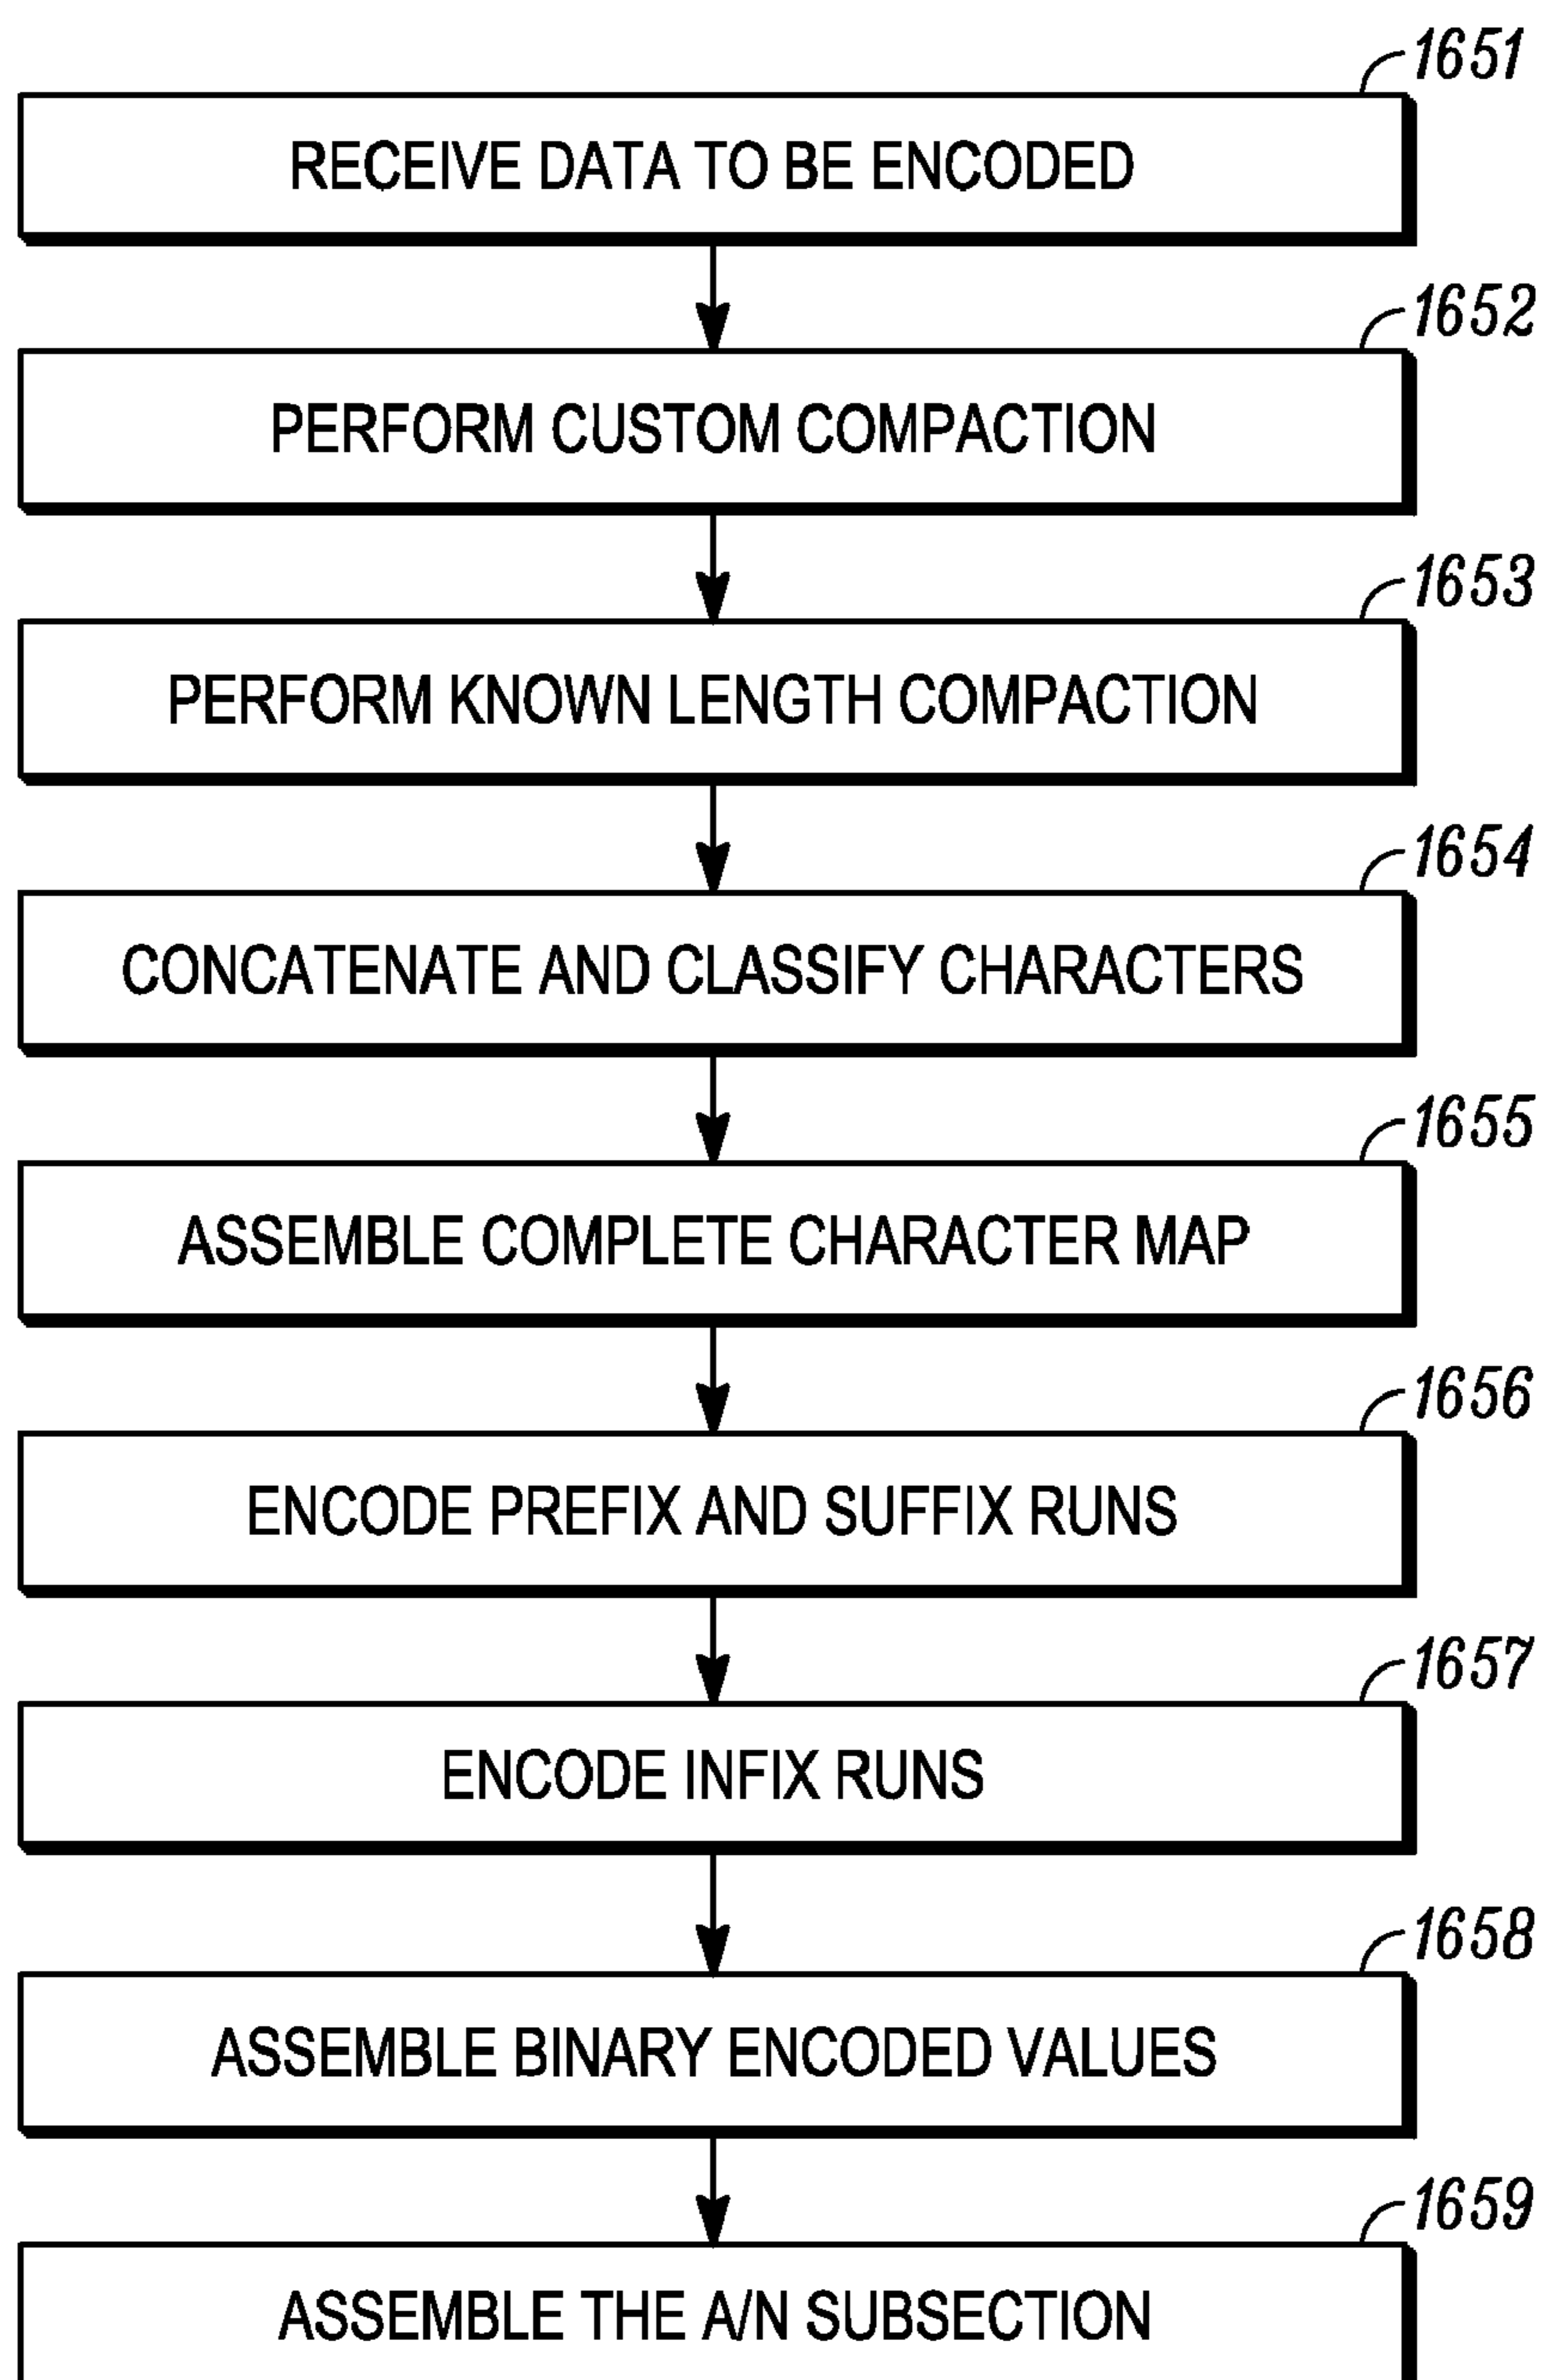 1651
RECEIVE DATA TO BE ENCODED
1652
PERFORM CUSTOM COMPACTION
1653
PERFORM KNOWN LENGTH COMPACTION
1654
CONCATENATE AND CLASSIFY CHARACTERS
1655
ASSEMBLE COMPLETE CHARACTER MAP
1656
ENCODE PREFIX AND SUFFIX RUNS
1657
ENCODE INFIX RUNS
1658
ASSEMBLE BINARY ENCODED VALUES
1659
ASSEMBLE THE A/N SUBSECTION